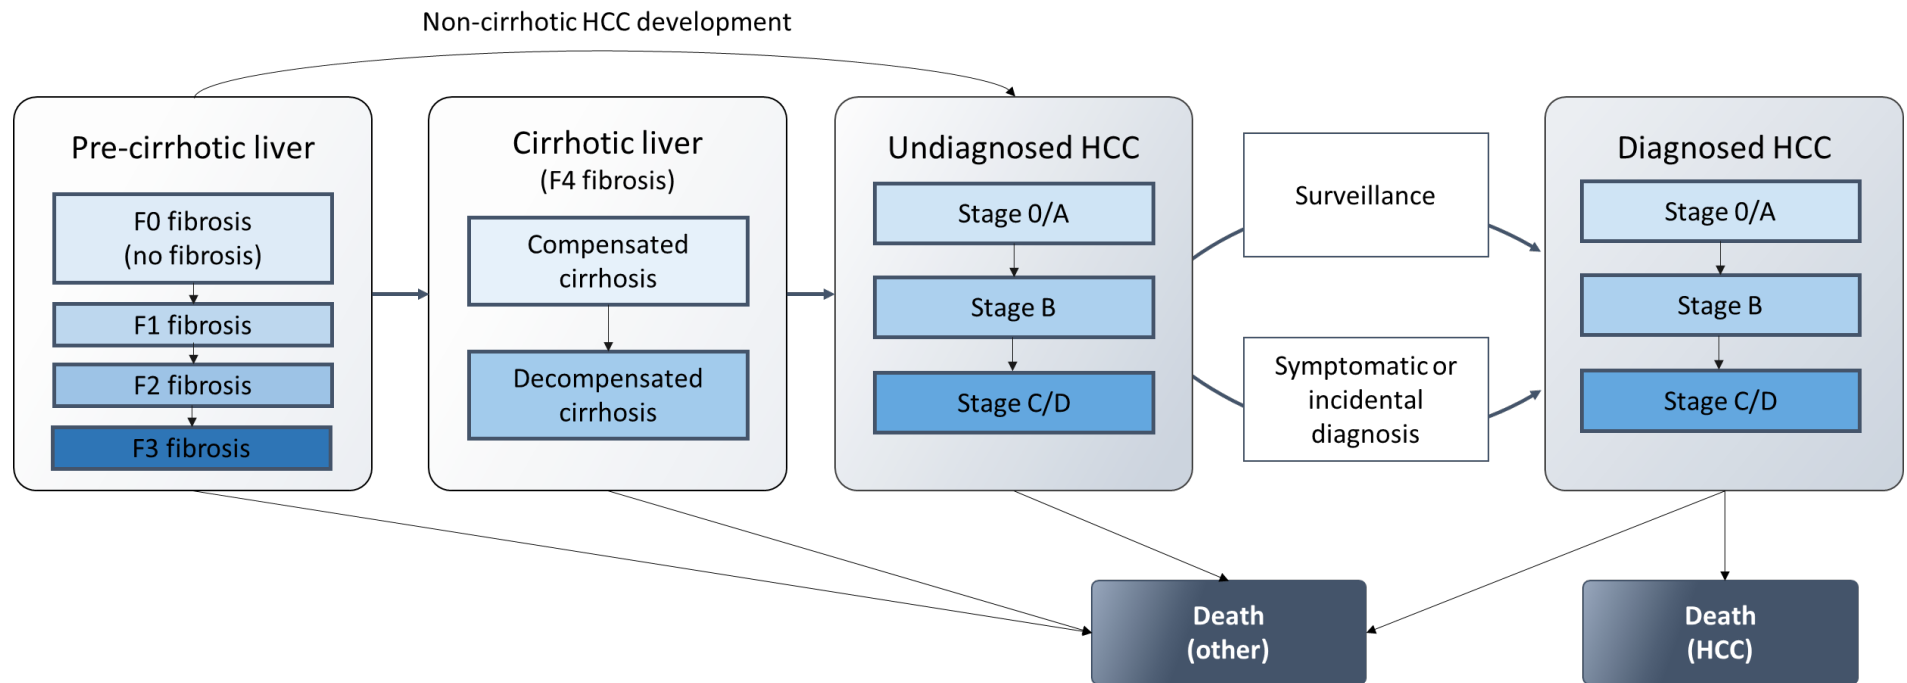 Non-cirrhotic HCC development
Pre-cirrhotic liver
F0 fibrosis
(no fibrosis)
F1 fibrosis
F2 fibrosis
F3 fibrosis
Cirrhotic liver
(F4 fibrosis)
Compensated
cirrhosis
Decompensated
cirrhosis
Undiagnosed HCC
Stage 0/A
Stage B
Stage C/D
Surveillance
Symptomatic or
incidental
diagnosis
Diagnosed HCC
Stage 0/A
Stage B
Stage C/D
Death
(other)
Death
(HCC)